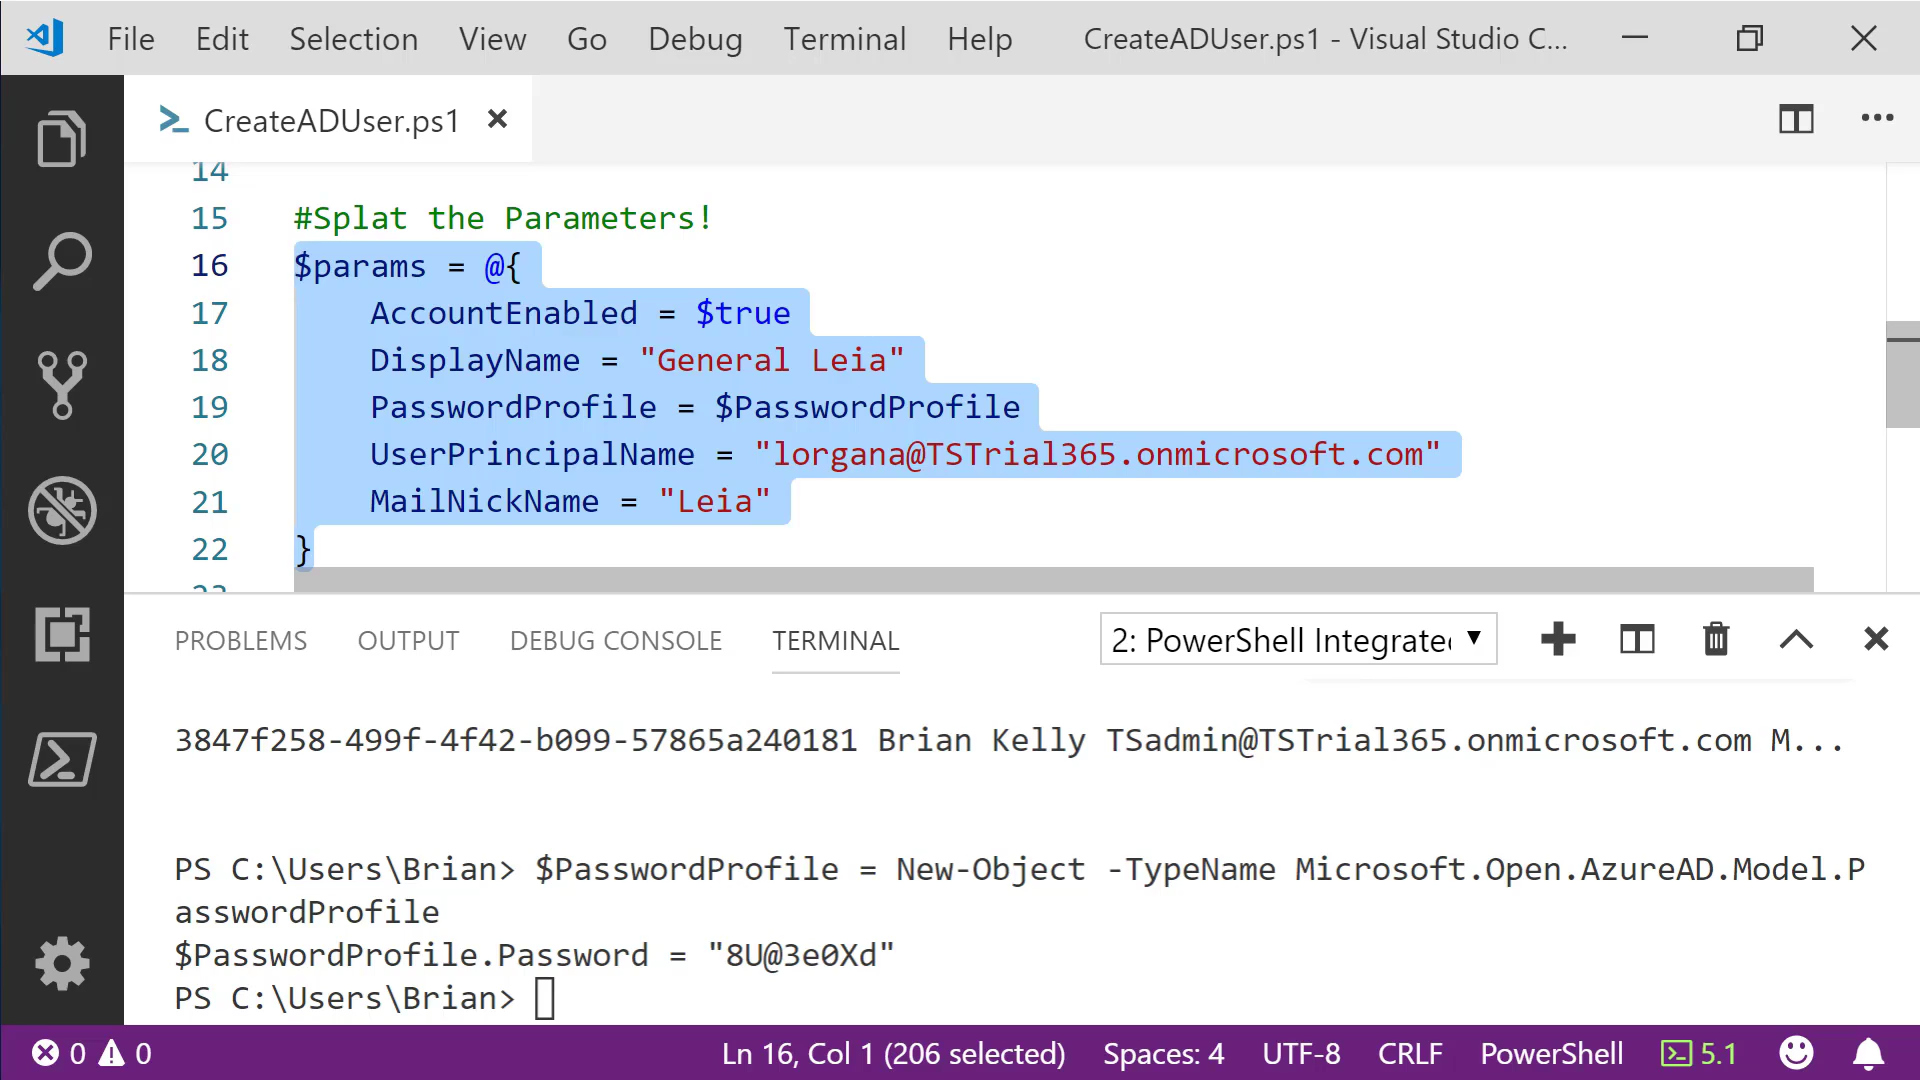 File Edit Selection View Go Debug Terminal Help CreateADUser.ps1 - Visual Studio C...
CreateADUser.ps1
14
15 #Splat the Parameters!
16 $params = @{
17 AccountEnabled = $true
18 DisplayName = "General Leia"
19 PasswordProfile = $PasswordProfile
20 UserPrincipalName = "lorgana@TSTrial365.onmicrosoft.com"
21 MailNickName = "Leia"
22 }
PROBLEMS OUTPUT DEBUG CONSOLE TERMINAL 2: PowerShell Integrate
3847f258-499f-4f42-b099-57865a240181 Brian Kelly TSadmin@TSTrial365.onmicrosoft.com M...
PS C:\Users\Brian> $PasswordProfile = New-Object -TypeName Microsoft.Open.AzureAD.Model.P
asswordProfile
$PasswordProfile.Password = "8U@3e0Xd"
PS C:\Users\Brian>
0 0 Ln 16, Col 1 (206 selected) Spaces: 4 UTF-8 CRLF PowerShell 5.1